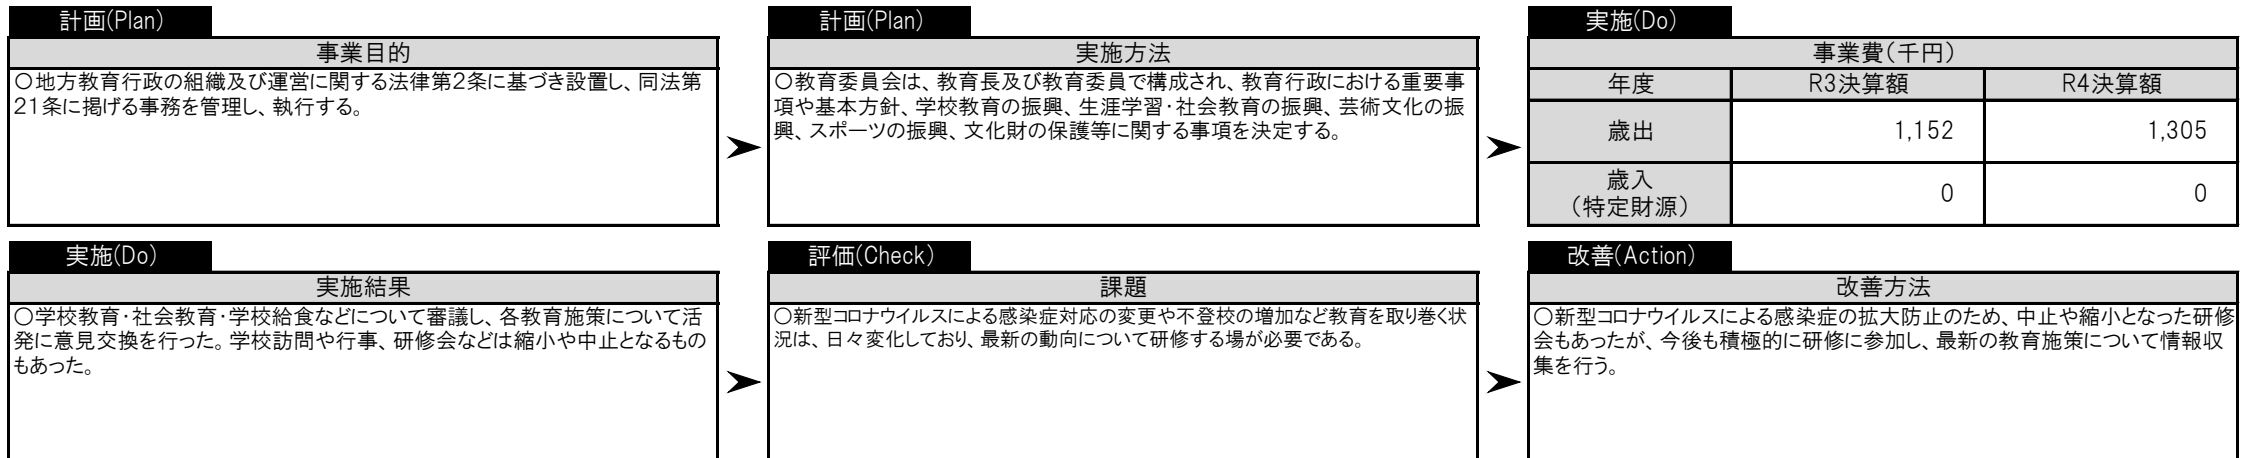 計画(Plan)
事業目的
○地方教育行政の組織及び運営に関する法律第2条に基づき設置し、同法第
21条に掲げる事務を管理し、執行する。
計画(Plan)
実施方法
○教育委員会は、教育長及び教育委員で構成され、教育行政における重要事
項や基本方針、学校教育の振興、生涯学習・社会教育の振興、芸術文化の振
興、スポーツの振興、文化財の保護等に関する事項を決定する。
実施(Do)
事業費(千円)
年度 R3決算額 R4決算額
歳出 1,152 1,305
歳入
(特定財源) 0 0
実施(Do)
実施結果
○学校教育・社会教育・学校給食などについて審議し、各教育施策について活
発に意見交換を行った。学校訪問や行事、研修会などは縮小や中止となるもの
もあった。
評価(Check)
課題
○新型コロナウイルスによる感染症対応の変更や不登校の増加など教育を取り巻く状
況は、日々変化しており、最新の動向について研修する場が必要である。
改善(Action)
改善方法
○新型コロナウイルスによる感染症の拡大防止のため、中止や縮小となった研修
会もあったが、今後も積極的に研修に参加し、最新の教育施策について情報収
集を行う。